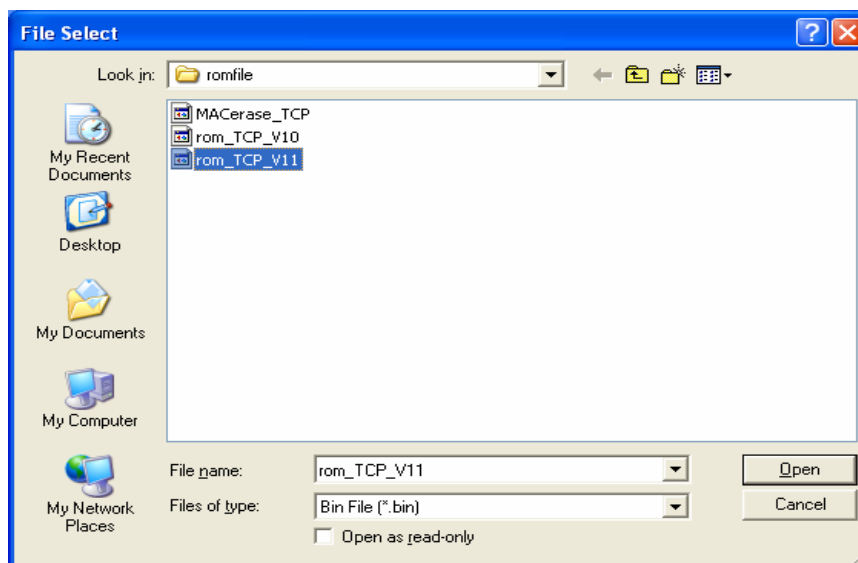 File Select
Look in: romfile
MACerase_TCP
rom_TCP_V10
rom_TCP_V11
My Recent
Documents
Desktop
My Documents
My Computer
My Network
Places
File name: rom_TCP_V11 Open
Files of type: Bin File (*.bin) Cancel
Open as read-only